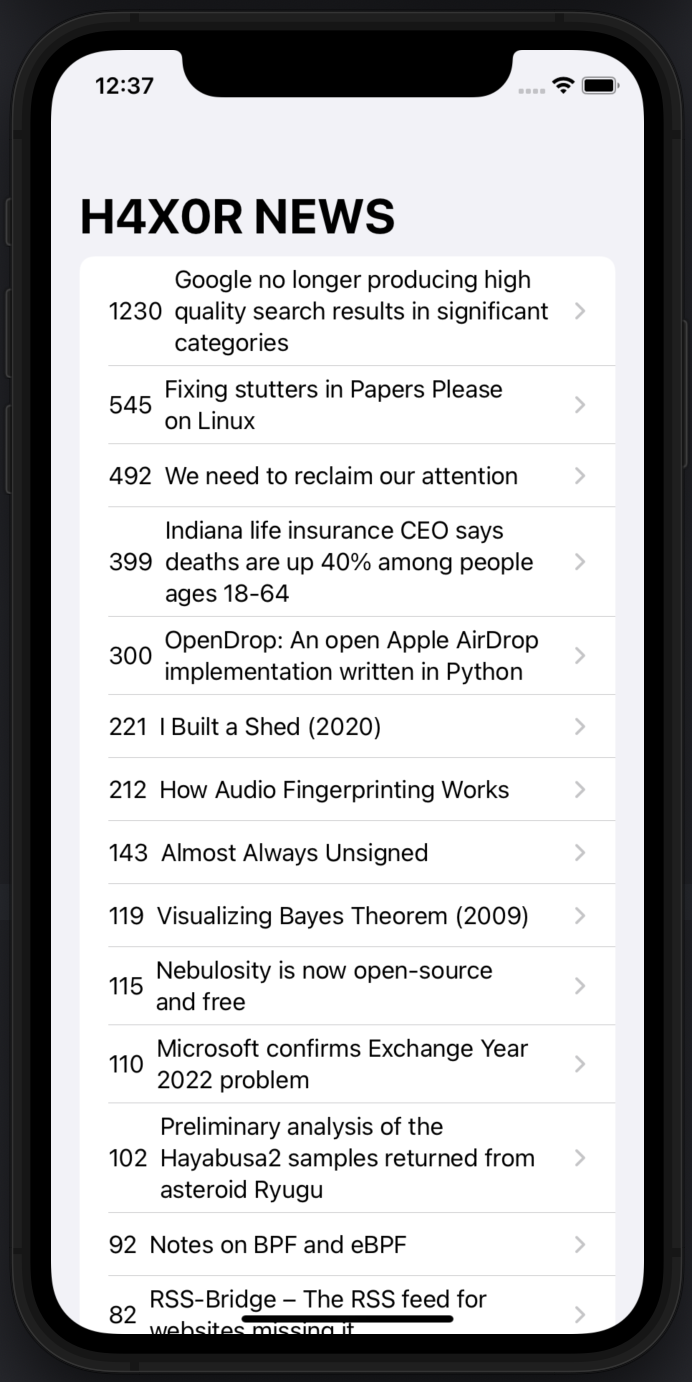 12:37
H4X0R NEWS
Google no longer producing high
1230 quality search results in significant
categories
Fixing stutters in Papers Please
545
on Linux
492 We need to reclaim our attention
Indiana life insurance CEO says
399 deaths are up 40% among people
ages 18-64
OpenDrop: An open Apple AirDrop
300
implementation written in Python
221 I Built a Shed (2020)
212 How Audio Fingerprinting Works
143 Almost Always Unsigned
119 Visualizing Bayes Theorem (2009)
Nebulosity is now open-source
115
and free
Microsoft confirms Exchange Year
110
2022 problem
Preliminary analysis of the
102 Hayabusa2 samples returned from
asteroid Ryugu
92 Notes on BPF and eBPF
RSS-Bridge – The RSS feed for
82
websites missing it